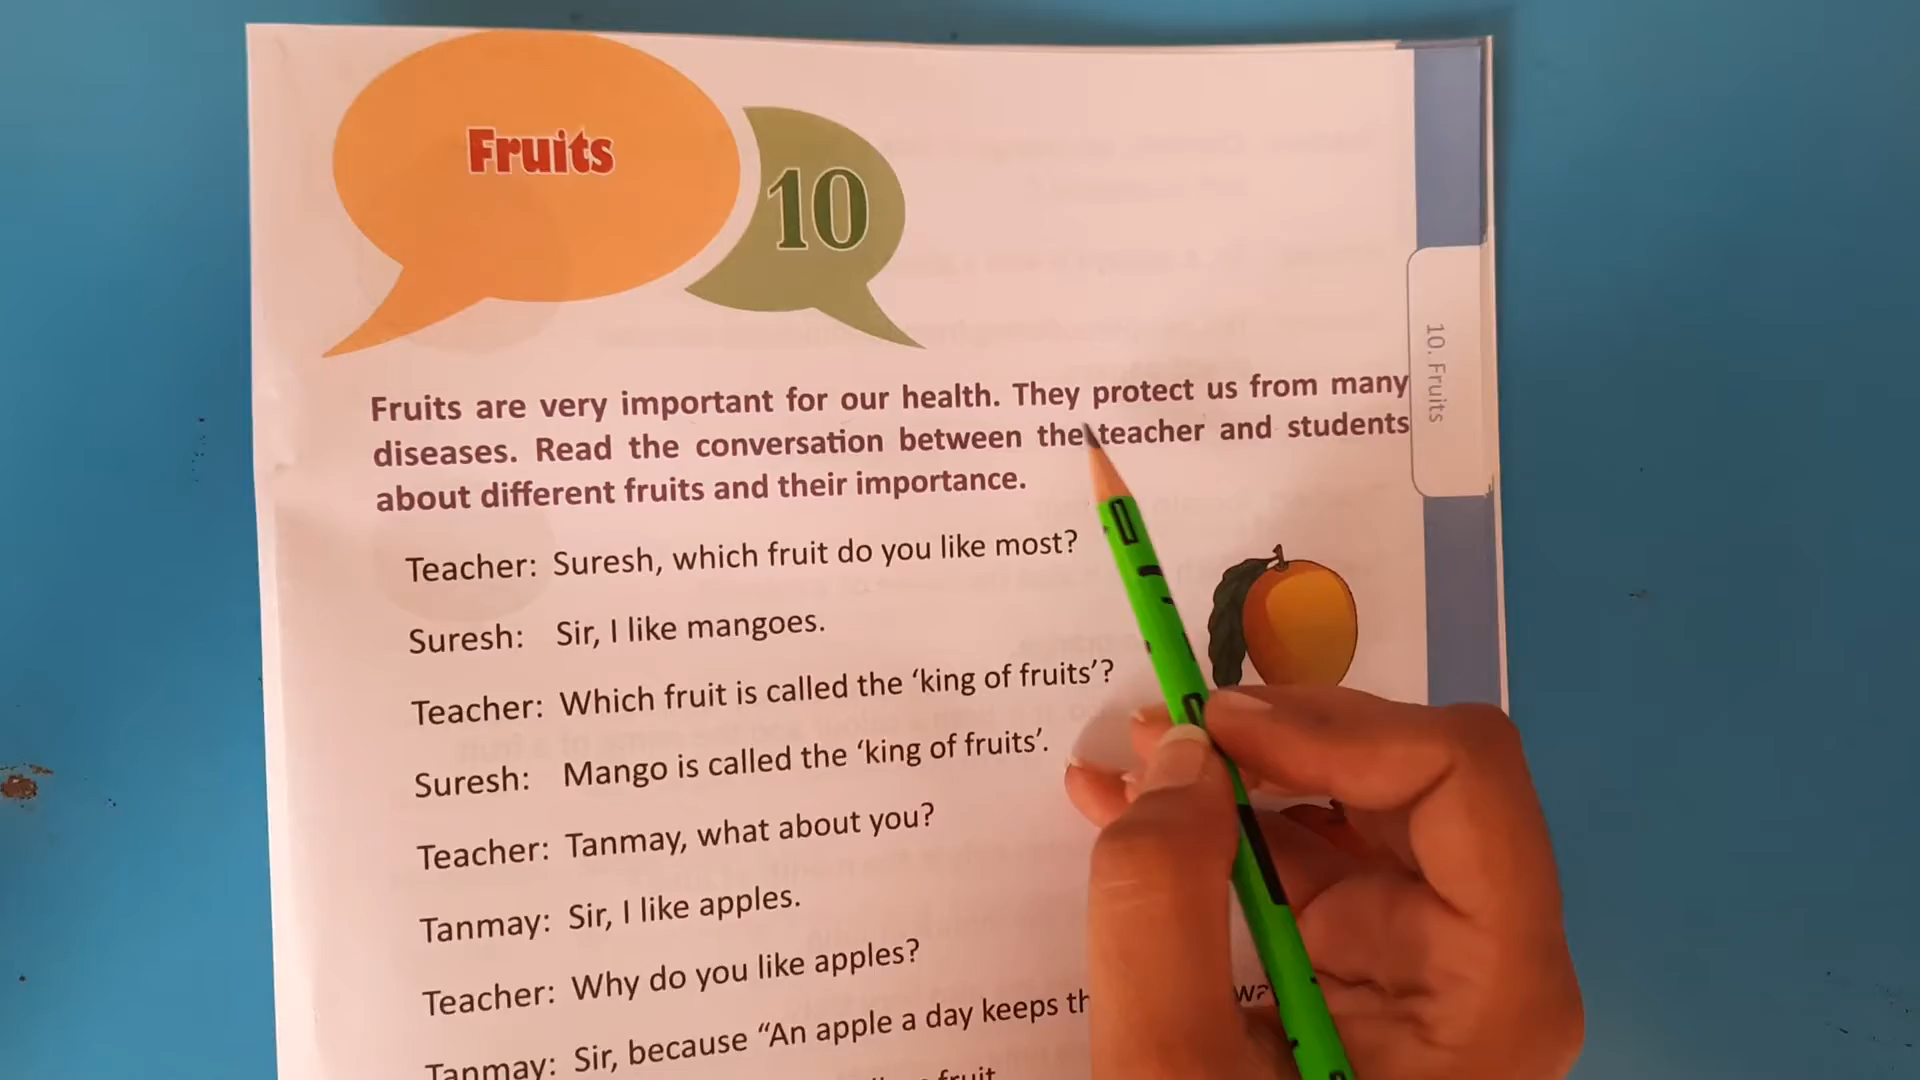 Fruits
10
10. Fruits
Fruits are very important for our health. They protect us from many
diseases. Read the conversation between the teacher and students
about different fruits and their importance.
Teacher: Suresh, which fruit do you like most?
Suresh: Sir, I like mangoes.
Teacher: Which fruit is called the ‘king of fruits’?
Suresh: Mango is called the ‘king of fruits’.
Teacher: Tanmay, what about you?
Tanmay: Sir, I like apples.
Teacher: Why do you like apples?
Tanmay: Sir, because “An apple a day keeps
fruit